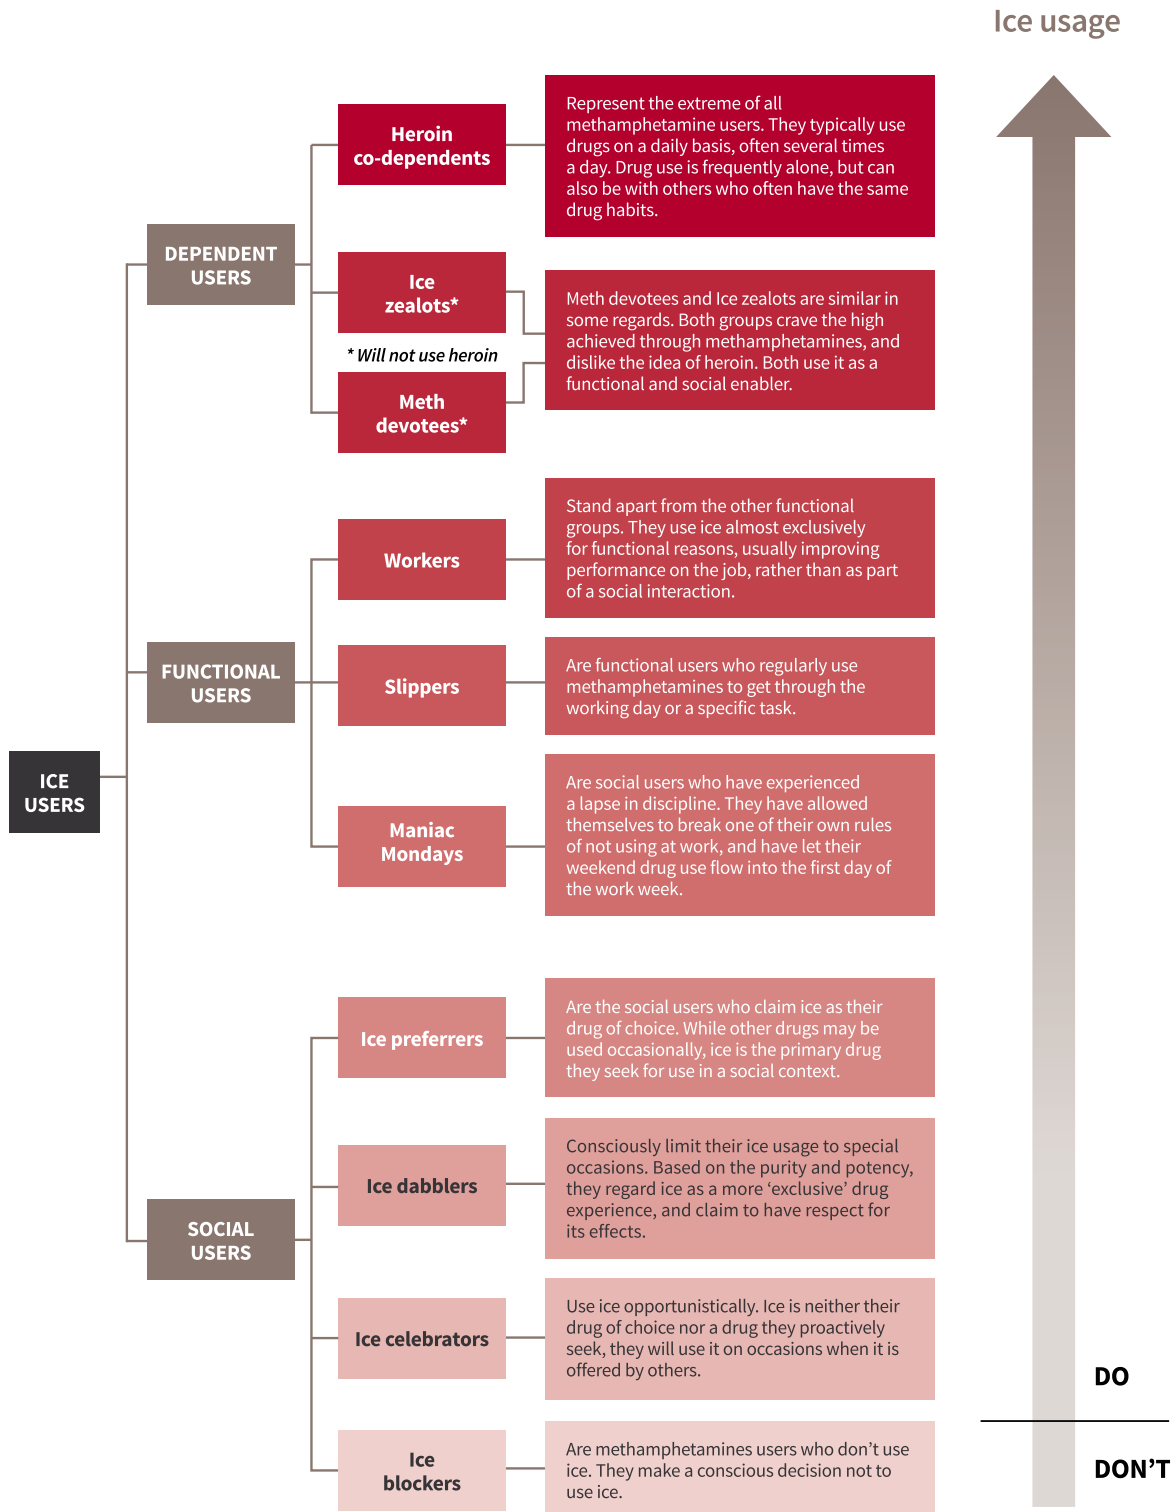 Ice usage
Heroin
co-dependents
Represent the extreme of all
methamphetamine users. They typically use
drugs on a daily basis, often several times
a day. Drug use is frequently alone, but can
also be with others who often have the same
drug habits.
DEPENDENT
USERS
Ice
zealots*
* Will not use heroin
Meth
devotees*
Meth devotees and Ice zealots are similar in
some regards. Both groups crave the high
achieved through methamphetamines, and
dislike the idea of heroin. Both use it as a
functional and social enabler.
Workers
Stand apart from the other functional
groups. They use ice almost exclusively
for functional reasons, usually improving
performance on the job, rather than as part
of a social interaction.
FUNCTIONAL
USERS
Slippers
Are functional users who regularly use
methamphetamines to get through the
working day or a specific task.
ICE
USERS
Maniac
Mondays
Are social users who have experienced
a lapse in discipline. They have allowed
themselves to break one of their own rules
of not using at work, and have let their
weekend drug use flow into the first day of
the work week.
Ice preferrers
Are the social users who claim ice as their
drug of choice. While other drugs may be
used occasionally, ice is the primary drug
they seek for use in a social context.
Ice dabblers
Consciously limit their ice usage to special
occasions. Based on the purity and potency,
they regard ice as a more ‘exclusive’ drug
experience, and claim to have respect for
its effects.
SOCIAL
USERS
Ice celebrators
Use ice opportunistically. Ice is neither their
drug of choice nor a drug they proactively
seek, they will use it on occasions when it is
offered by others.
DO
Ice
blockers
Are methamphetamines users who don’t use
ice. They make a conscious decision not to
use ice.
DON’T